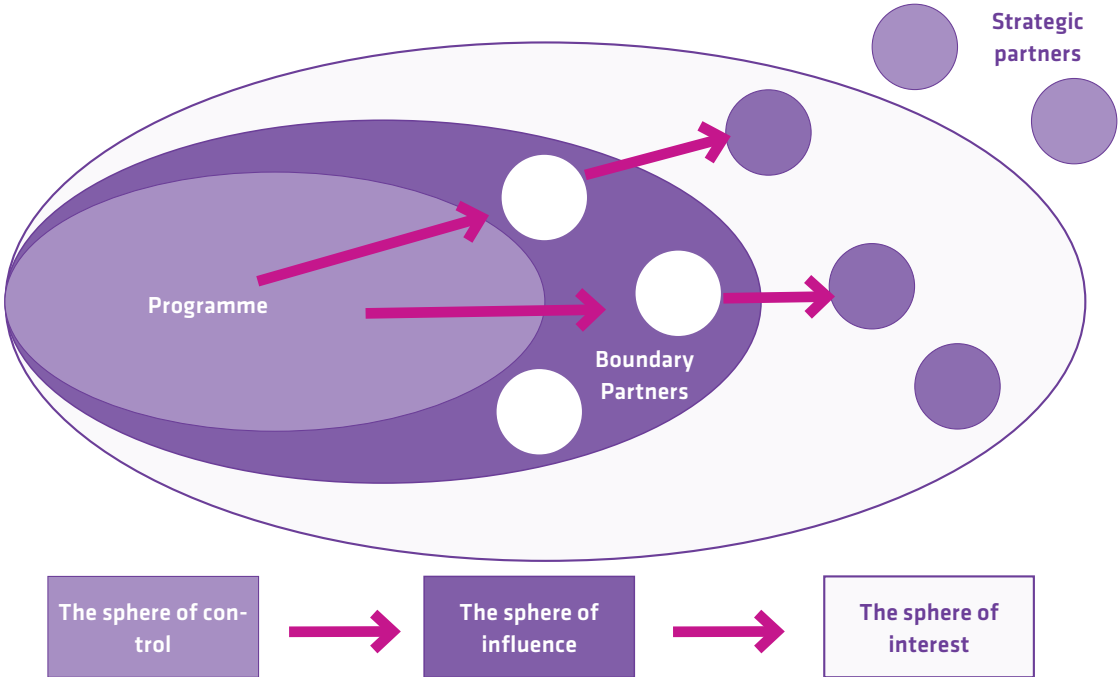 Strategic
partners
Programme
Boundary
Partners
The sphere of con-
trol
The sphere of
influence
The sphere of
interest